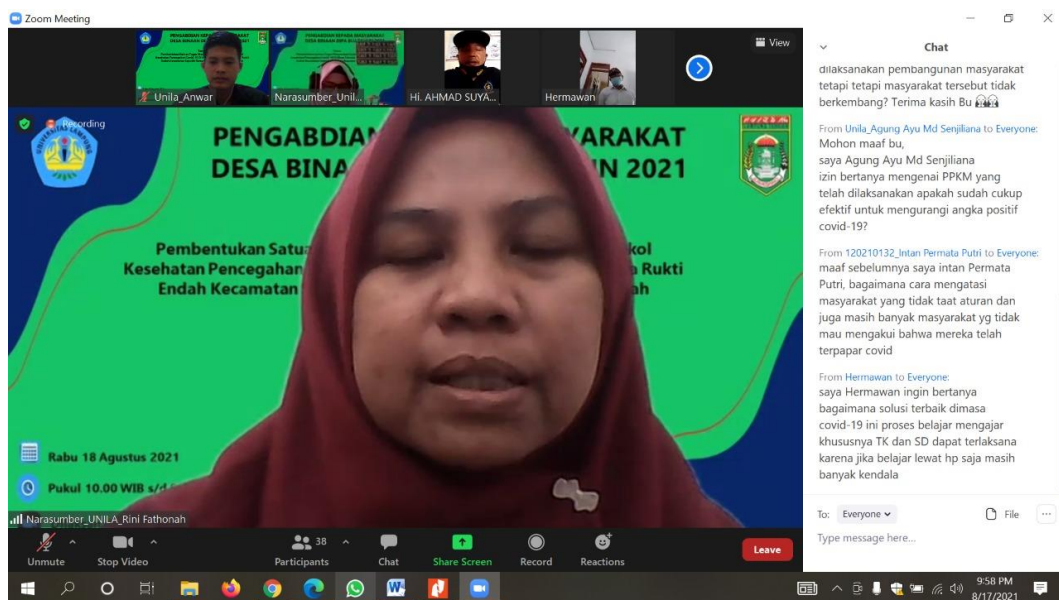 Zoom Meeting
Unila_Anwar
Narasumber_Unil...
Hi. AHMAD SUYA...
Hermawan
View
Recording
PENGABDIA
ARAKAT
DESA BINA
N 2021
Pembentukan Satua
kol
Kesehatan Pencegahan
a Rukti
Endah Kecamatan
ah
Rabu 18 Agustus 2021
Pukul 10.00 WIB s/d
Narasumber_UNILA_Rini Fathonah
Unmute
Stop Video
38
Participants
Chat
Share Screen
Record
Reactions
Leave
Chat
dilaksanakan pembangunan masyarakat
tetapi tetapi masyarakat tersebut tidak
berkembang? Terima kasih Bu
From Unila_Agung Ayu Md Senjiliana to Everyone:
Mohon maaf bu,
saya Agung Ayu Md Senjiliana
izin bertanya mengenai PPKM yang
telah dilaksanakan apakah sudah cukup
efektif untuk mengurangi angka positif
covid-19?
From 120210132_Intan Permata Putri to Everyone:
maaf sebelumnya saya intan Permata
Putri, bagaimana cara mengatasi
masyarakat yang tidak taat aturan dan
juga masih banyak masyarakat yg tidak
mau mengakui bahwa mereka telah
terpapar covid
From Hermawan to Everyone:
saya Hermawan ingin bertanya
bagaimana solusi terbaik dimasa
covid-19 ini proses belajar mengajar
khususnya TK dan SD dapat terlaksana
karena jika belajar lewat hp saja masih
banyak kendala
To: Everyone
File
Type message here...
9:58 PM
8/17/2021